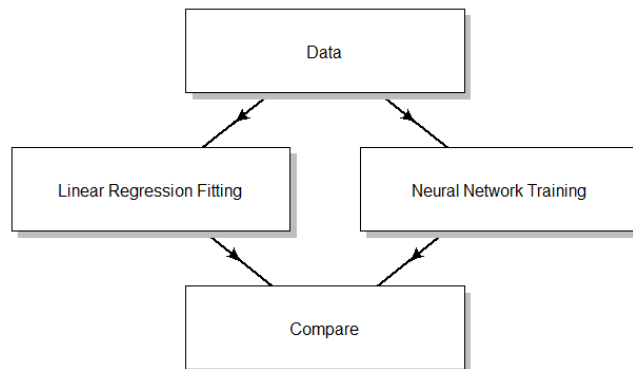 Data
Linear Regression Fitting
Neural Network Training
Compare